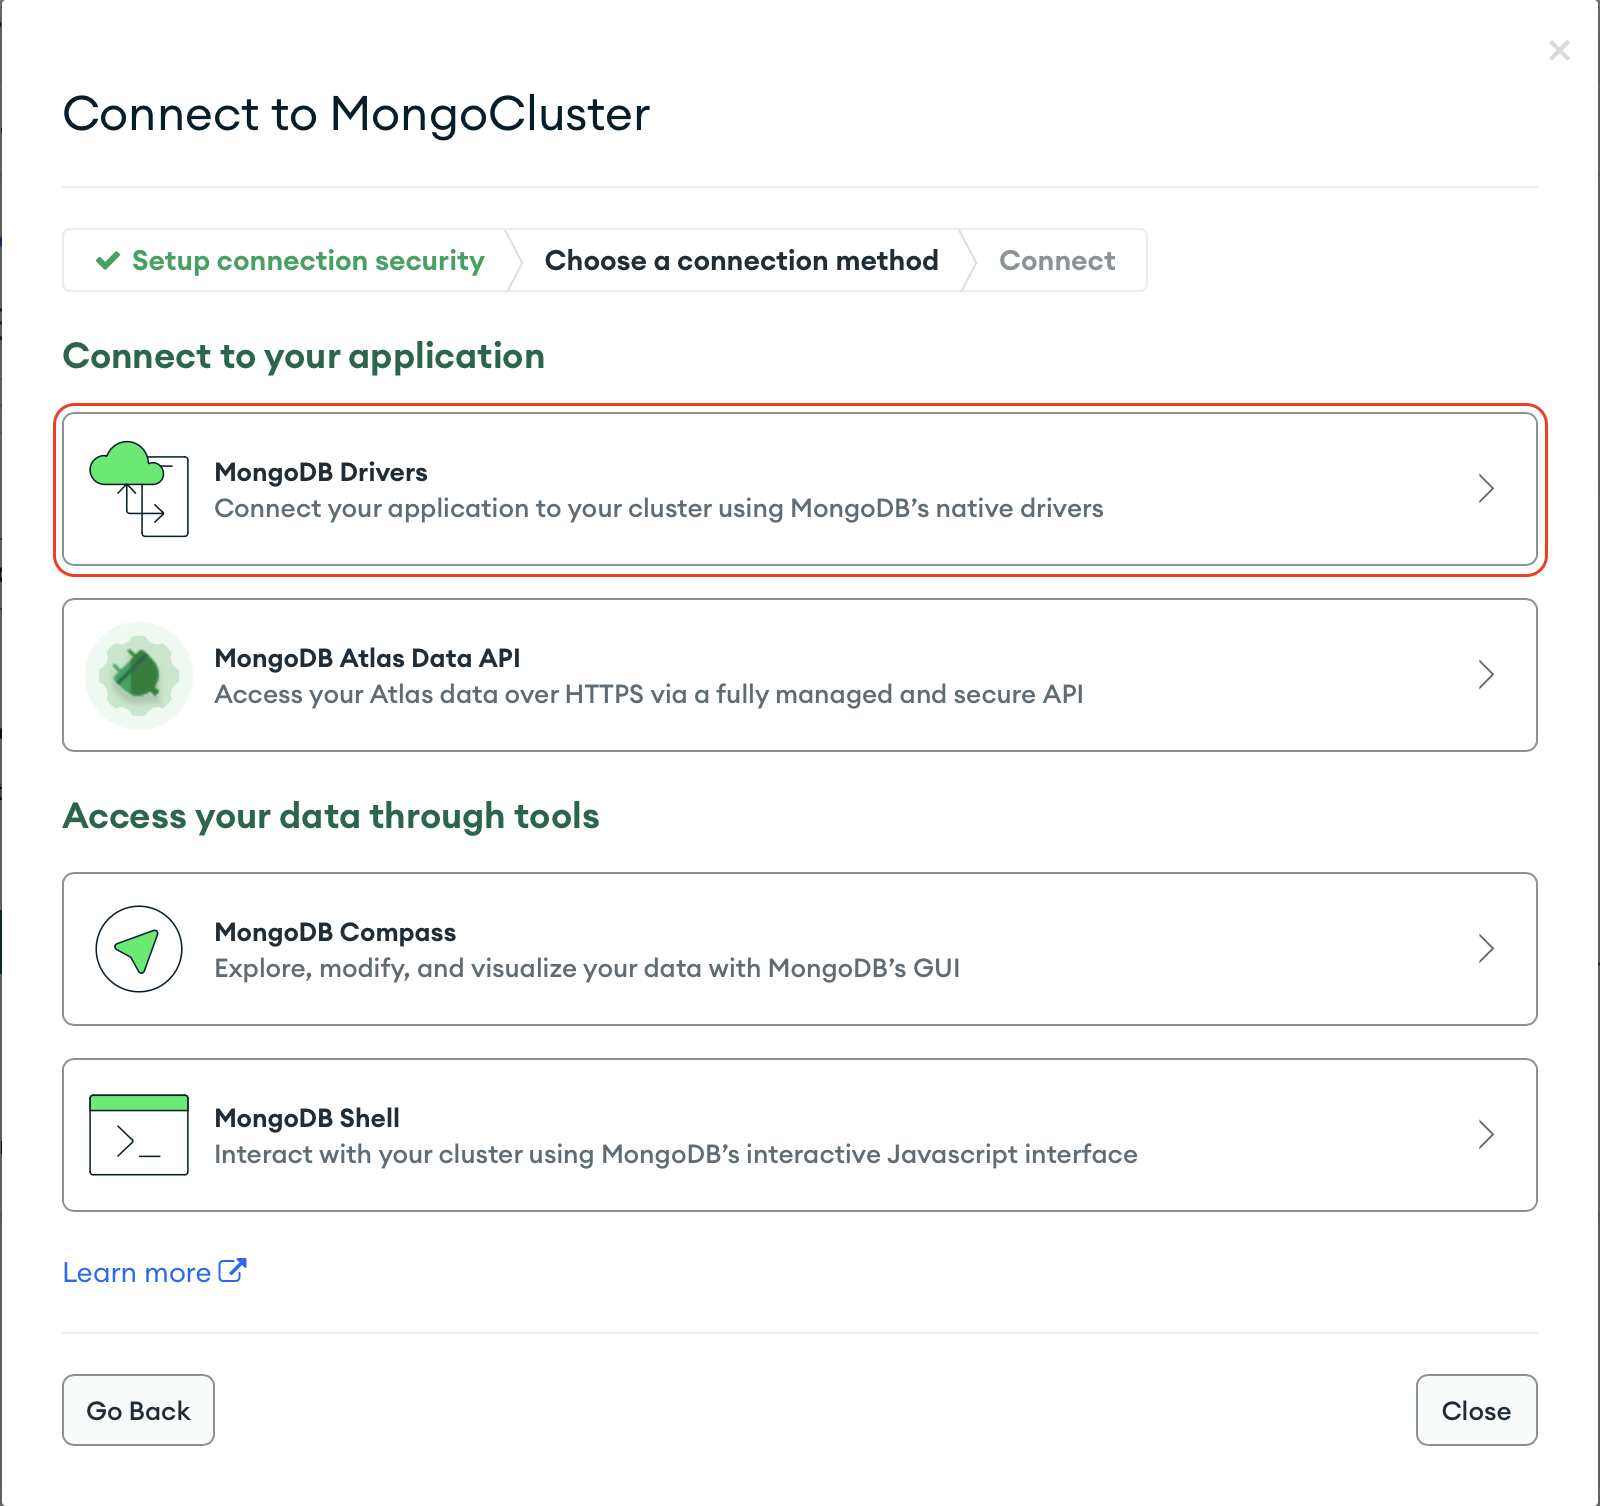 Connect to MongoCluster
Setup connection security
Choose a connection method
Connect
Connect to your application
MongoDB Drivers
Connect your application to your cluster using MongoDB’s native drivers
MongoDB Atlas Data API
Access your Atlas data over HTTPS via a fully managed and secure API
Access your data through tools
MongoDB Compass
Explore, modify, and visualize your data with MongoDB’s GUI
MongoDB Shell
Interact with your cluster using MongoDB’s interactive Javascript interface
Learn more
Go Back
Close